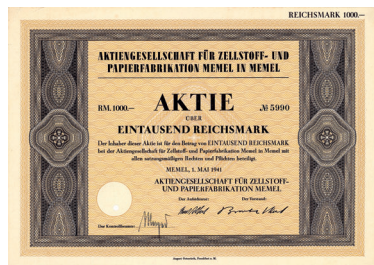 REICHSMARK 1000.—
AKTIENGESELLSCHAFT FÜR ZELLSTOFF- UND
PAPIERFABRIKATION MEMEL IN MEMEL
RM. 1000.— AKTIE № 5990
ÜBER
EINTAUSEND REICHSMARK
Der Inhaber dieser Aktie ist für den Betrag von EINTAUSEND REICHSMARK
bei der Aktiengesellschaft für Zellstoff- und Papierfabrikation Memel in Memel mit
allen satzungsmäßigen Rechten und Pflichten beteiligt.
MEMEL, 1. MAI 1941
AKTIENGESELLSCHAFT FÜR ZELLSTOFF-
UND PAPIERFABRIKATION MEMEL
Der Aufsichtsrat: Der Vorstand:
Der Kontrollbeamte: